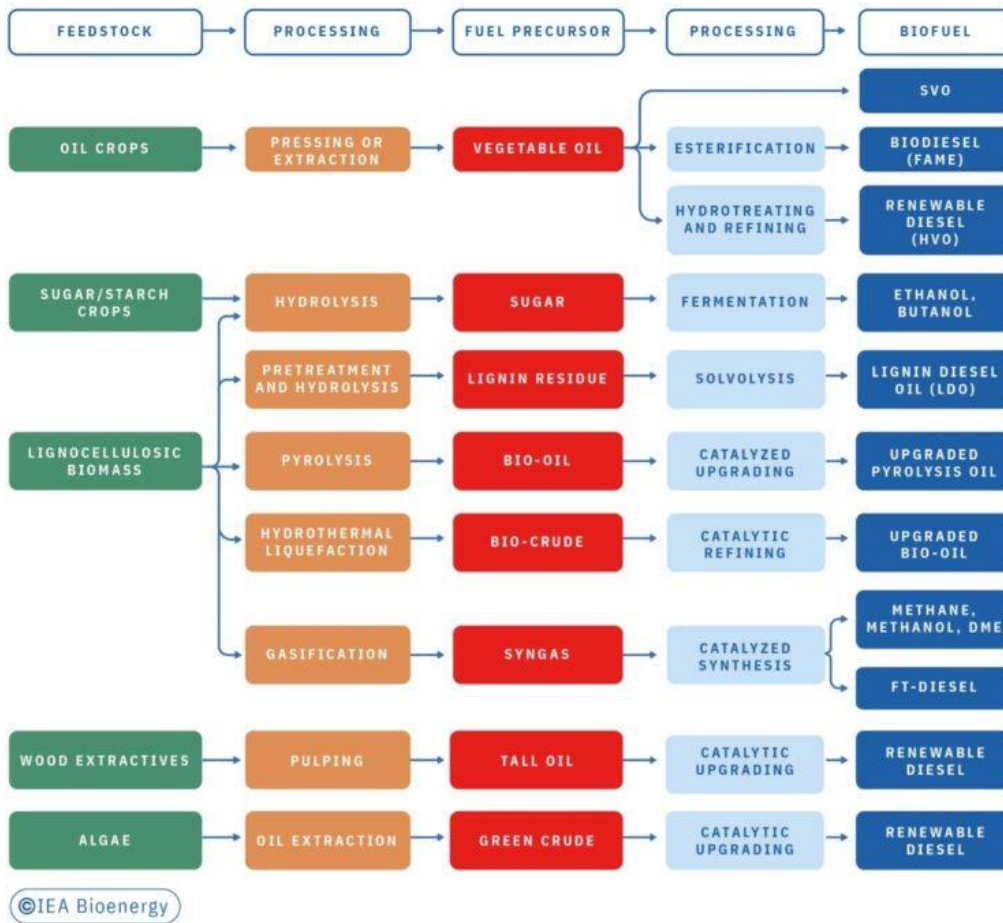 FEEDSTOCK
PROCESSING
FUEL PRECURSOR
PROCESSING
BIOFUEL
SVO
OIL CROPS
PRESSING OR
EXTRACTION
VEGETABLE OIL
ESTERIFICATION
BIODIESEL
(FAME)
HYDROTREATING
AND REFINING
RENEWABLE
DIESEL
(HVO)
SUGAR/STARCH
CROPS
HYDROLYSIS
SUGAR
FERMENTATION
ETHANOL,
BUTANOL
PRETREATMENT
AND HYDROLYSIS
LIGNIN RESIDUE
SOLVOLYSIS
LIGNIN DIESEL
OIL (LDO)
LIGNOCELLULOSIC
BIOMASS
PYROLYSIS
BIO-OIL
CATALYZED
UPGRADING
UPGRADED
PYROLYSIS OIL
HYDROTHERMAL
LIQUEFACTION
BIO-CRUDE
CATALYTIC
REFINING
UPGRADED
BIO-OIL
GASIFICATION
SYNGAS
CATALYZED
SYNTHESIS
METHANE,
METHANOL, DME
FT-DIESEL
WOOD EXTRACTIVES
PULPING
TALL OIL
CATALYTIC
UPGRADING
RENEWABLE
DIESEL
ALGAE
OIL EXTRACTION
GREEN CRUDE
CATALYTIC
UPGRADING
RENEWABLE
DIESEL
©IEA Bioenergy